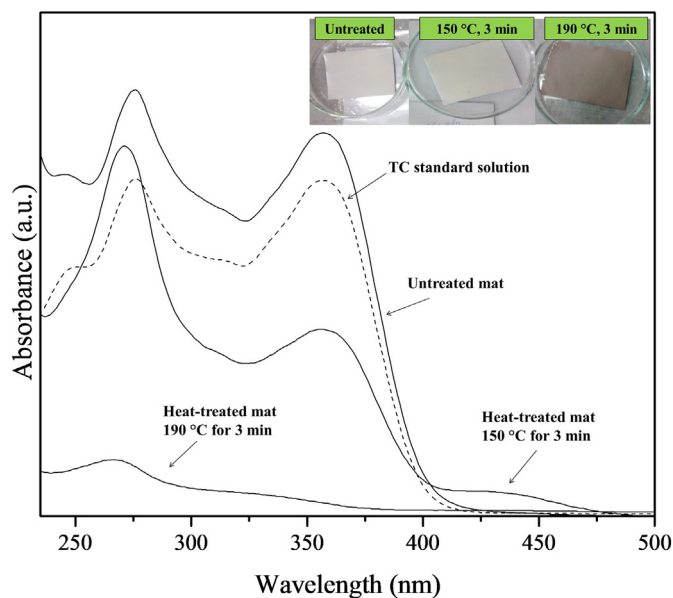 Untreated
150 °C, 3 min
190 °C, 3 min
TC standard solution
Untreated mat
Heat-treated mat
190 °C for 3 min
Heat-treated mat
150 °C for 3 min
Absorbance (a.u.)
250
300
350
400
450
500
Wavelength (nm)